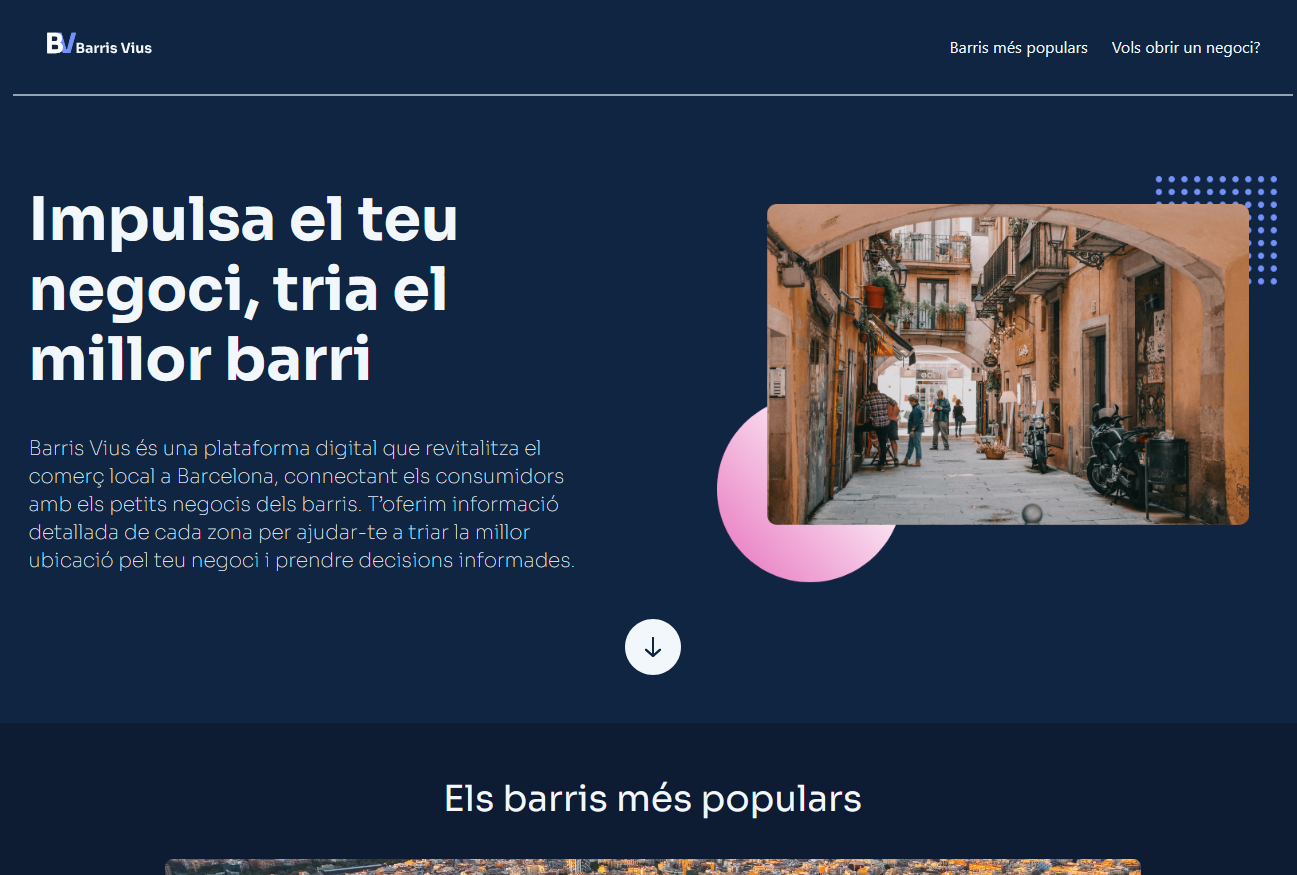 BV Barris Vius
Barris més populars
Vols obrir un negoci?
Impulsa el teu
negoci, tria el
millor barri
Barris Vius és una plataforma digital que revitalitza el
comerç local a Barcelona, connectant els consumidors
amb els petits negocis dels barris. T’oferim informació
detallada de cada zona per ajudar-te a triar la millor
ubicació pel teu negoci i prendre decisions informades.
Els barris més populars